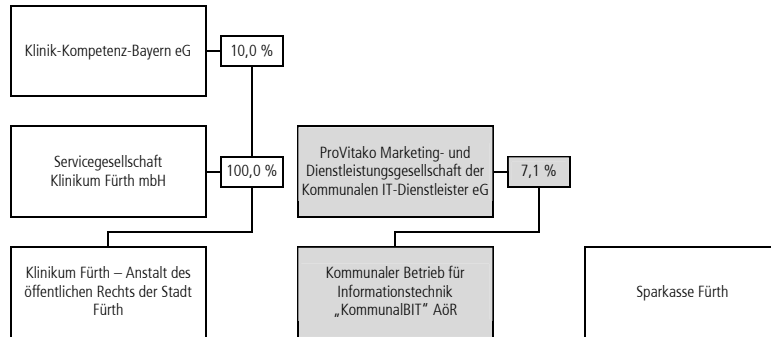 Klinik-Kompetenz-Bayern eG
10,0 %
Servicegesellschaft
Klinikum Fürth mbH
100,0 %
ProVitako Marketing- und
Dienstleistungsgesellschaft der
Kommunalen IT-Dienstleister eG
7,1 %
Klinikum Fürth – Anstalt des
öffentlichen Rechts der Stadt
Fürth
Kommunaler Betrieb für
Informationstechnik
„KommunalBIT" AöR
Sparkasse Fürth